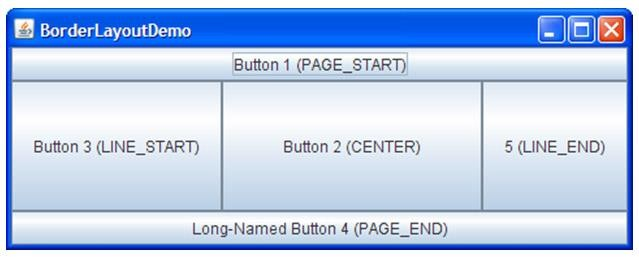 BorderLayoutDemo
Button 1 (PAGE_START)
Button 3 (LINE_START) Button 2 (CENTER) 5 (LINE_END)
Long-Named Button 4 (PAGE_END)